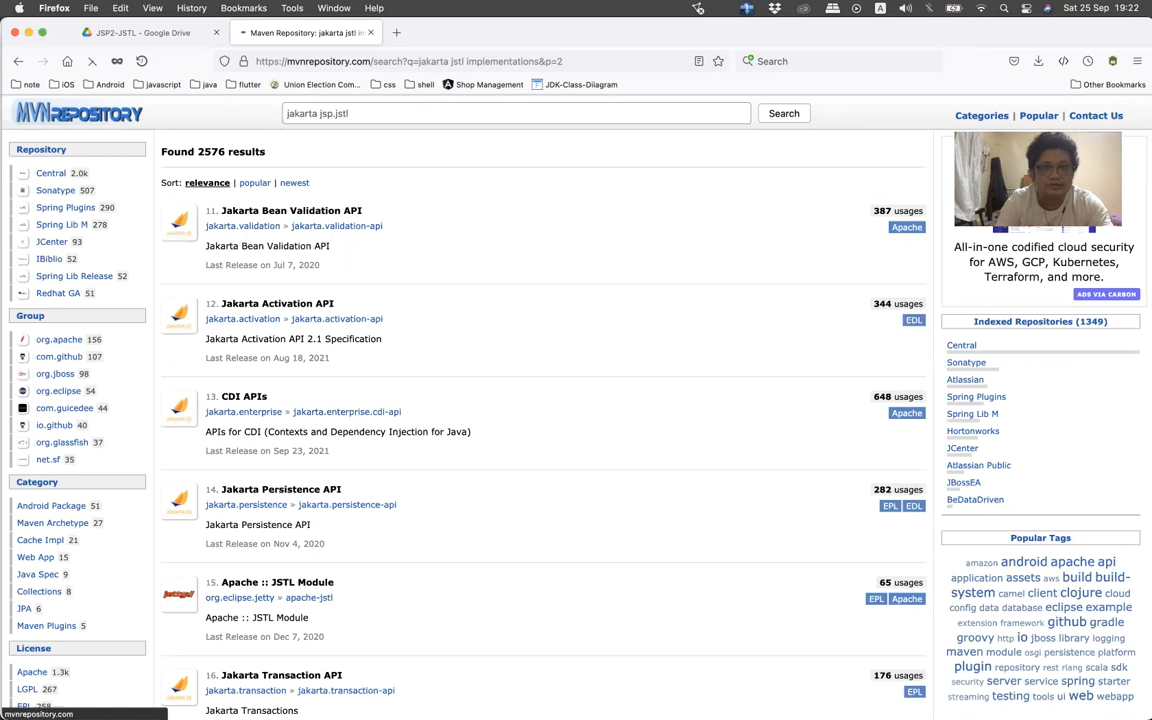 Firefox File Edit View History Bookmarks Tools Window Help Sat 25 Sep 19:22
JSP2-JSTL - Google Drive Maven Repository: jakarta jstl in
https://mvnrepository.com/search?q=jakarta jstl implementations&p=2 Search
note iOS Android javascript java flutter Union Election Com... css shell Shop Management JDK-Class-Diiagram Other Bookmarks
MVNREPOSITORY jakarta jsp.jstl Search Categories | Popular | Contact Us
Repository
Central 2.0k
Sonatype 507
Spring Plugins 290
Spring Lib M 278
JCenter 93
IBiblio 52
Spring Lib Release 52
Redhat GA 51
Group
org.apache 156
com.github 107
org.jboss 98
org.eclipse 54
com.guicedee 44
io.github 40
org.glassfish 37
net.sf 35
Category
Android Package 51
Maven Archetype 27
Cache Impl 21
Web App 15
Java Spec 9
Collections 8
JPA 6
Maven Plugins 5
License
Apache 1.3k
LGPL 267
EPL 258
mvnrepository.com
Found 2576 results
Sort: relevance | popular | newest
11. Jakarta Bean Validation API 387 usages
jakarta.validation » jakarta.validation-api Apache
Jakarta Bean Validation API
Last Release on Jul 7, 2020
12. Jakarta Activation API 344 usages
jakarta.activation » jakarta.activation-api EDL
Jakarta Activation API 2.1 Specification
Last Release on Aug 18, 2021
13. CDI APIs 648 usages
jakarta.enterprise » jakarta.enterprise.cdi-api Apache
APIs for CDI (Contexts and Dependency Injection for Java)
Last Release on Sep 23, 2021
14. Jakarta Persistence API 282 usages
jakarta.persistence » jakarta.persistence-api EPL EDL
Jakarta Persistence API
Last Release on Nov 4, 2020
15. Apache :: JSTL Module 65 usages
org.eclipse.jetty » apache-jstl EPL Apache
Apache :: JSTL Module
Last Release on Dec 7, 2020
16. Jakarta Transaction API 176 usages
jakarta.transaction » jakarta.transaction-api EPL
Jakarta Transactions
All-in-one codified cloud security
for AWS, GCP, Kubernetes,
Terraform, and more.
ADS VIA CARBON
Indexed Repositories (1349)
Central
Sonatype
Atlassian
Spring Plugins
Spring Lib M
Hortonworks
JCenter
Atlassian Public
JBossEA
BeDataDriven
Popular Tags
amazon android apache api
application assets aws build build-
system camel client clojure cloud
config data database eclipse example
extension framework github gradle
groovy http io jboss library logging
maven module osgi persistence platform
plugin repository rest rlang scala sdk
security server service spring starter
streaming testing tools ui web webapp